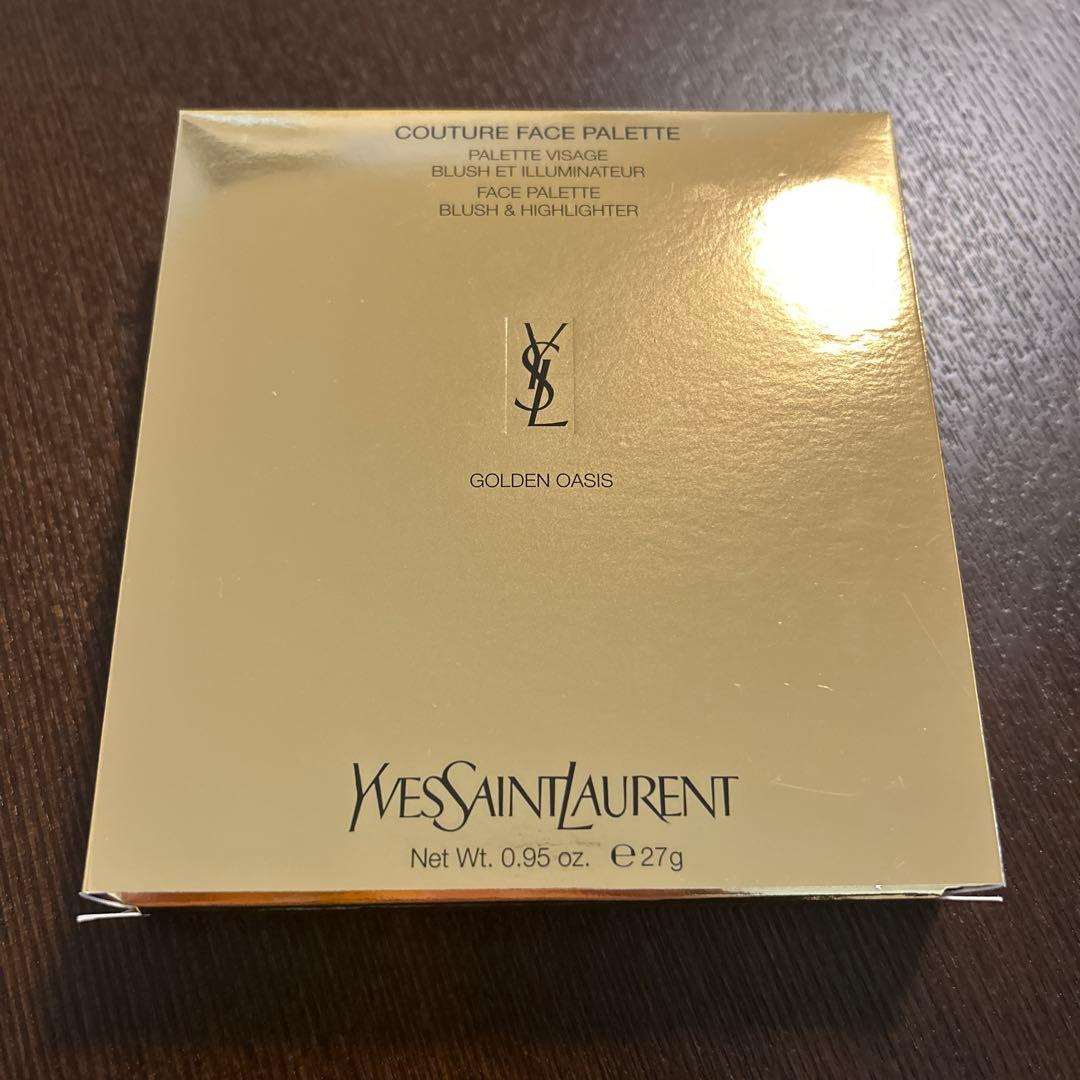 COUTURE FACE PALETTE
PALETTE VISAGE
BLUSH ET ILLUMINATEUR
FACE PALETTE
BLUSH & HIGHLIGHTER
YSL
GOLDEN OASIS
YVESSAINTLAURENT
Net Wt. 0.95 oz. ℮27g